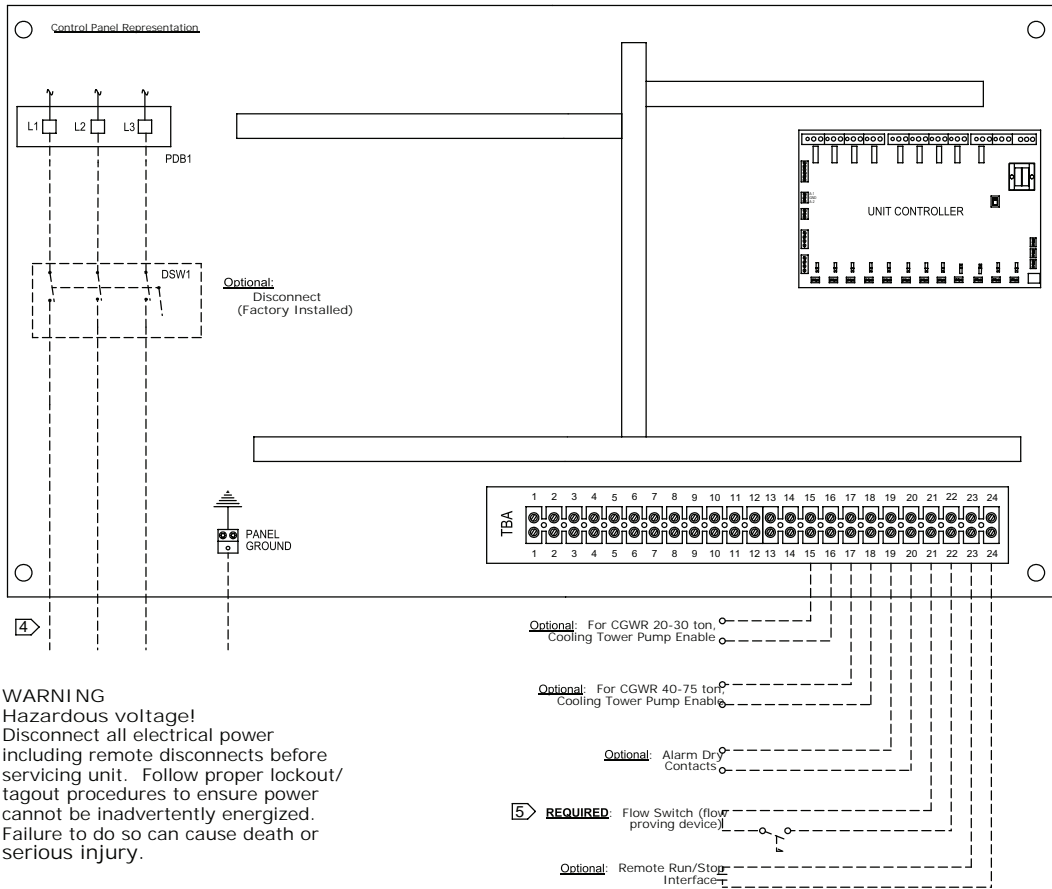 Control Panel Representation
L1 L2 L3
PDB1
UNIT CONTROLLER
DSW1
Optional:
Disconnect
(Factory Installed)
PANEL
GROUND
TBA
1 2 3 4 5 6 7 8 9 10 11 12 13 14 15 16 17 18 19 20 21 22 23 24
1 2 3 4 5 6 7 8 9 10 11 12 13 14 15 16 17 18 19 20 21 22 23 24
4
Optional: For CGWR 20-30 ton,
Cooling Tower Pump Enable
Optional: For CGWR 40-75 ton,
Cooling Tower Pump Enable
Optional: Alarm Dry
Contacts
5 REQUIRED: Flow Switch (flow
proving device)
Optional: Remote Run/Stop
Interface
WARNING
Hazardous voltage!
Disconnect all electrical power
including remote disconnects before
servicing unit. Follow proper lockout/
tagout procedures to ensure power
cannot be inadvertently energized.
Failure to do so can cause death or
serious injury.